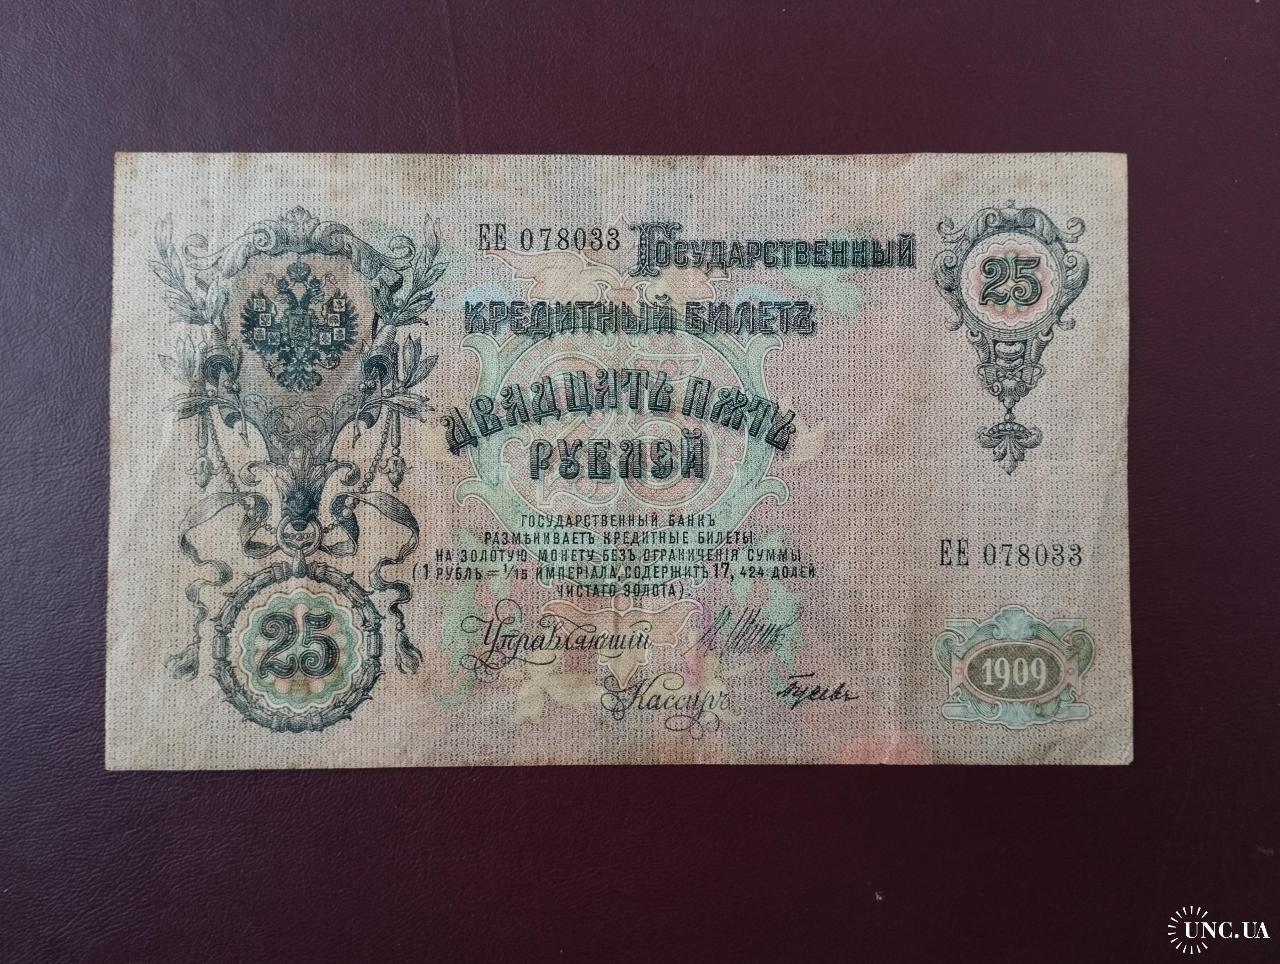 ЕЕ 078033 Государственный
25
КРЕДИТНЫЙ БИЛЕТЪ
ДВАДЦАТЬ ПЯТЬ
РУБЛЕЙ
ГОСУДАРСТВЕННЫЙ БАНКЪ
РАЗМѢНИВАЕТЪ КРЕДИТНЫЕ БИЛЕТЫ
НА ЗОЛОТУЮ МОНЕТУ БЕЗЪ ОГРАНИЧЕНІЯ СУММЫ
(1 РУБЛЬ = 1/15 ИМПЕРІАЛА, СОДЕРЖИТЪ 17, 424 ДОЛЕЙ
ЧИСТАГО ЗОЛОТА).
ЕЕ 078033
25
Управляющій
Кассиръ
1909
UNC.UA